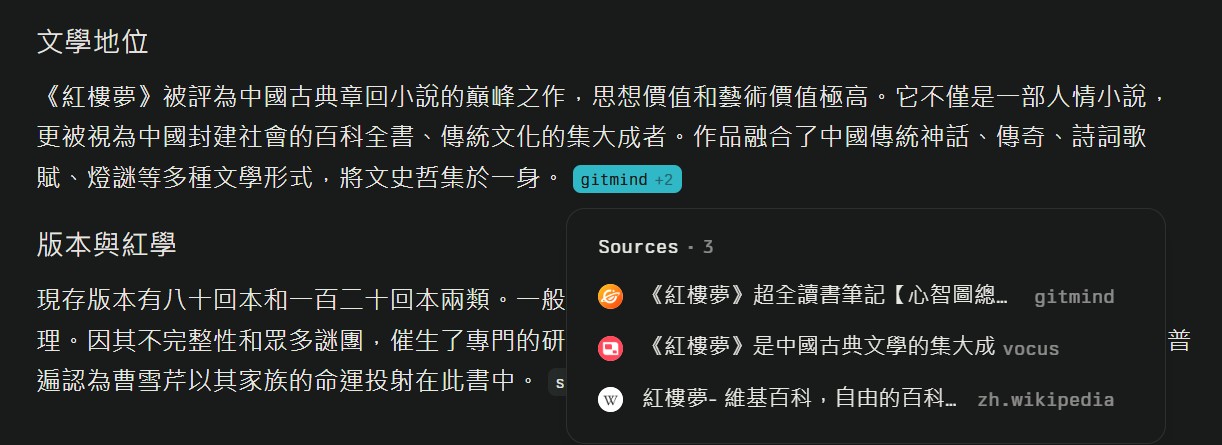 文學地位
《紅樓夢》被評為中國古典章回小說的巔峰之作，思想價值和藝術價值極高。它不僅是一部人情小說，
更被視為中國封建社會的百科全書、傳統文化的集大成者。作品融合了中國傳統神話、傳奇、詩詞歌
賦、燈謎等多種文學形式，將文史哲集於一身。 gitmind +2
版本與紅學
現存版本有八十回本和一百二十回本兩類。一般
理。因其不完整性和眾多謎團，催生了專門的研
普
遍認為曹雪芹以其家族的命運投射在此書中。 s
Sources · 3
《紅樓夢》超全讀書筆記【心智圖總… gitmind
《紅樓夢》是中國古典文學的集大成 vocus
W 紅樓夢- 維基百科，自由的百科… zh.wikipedia